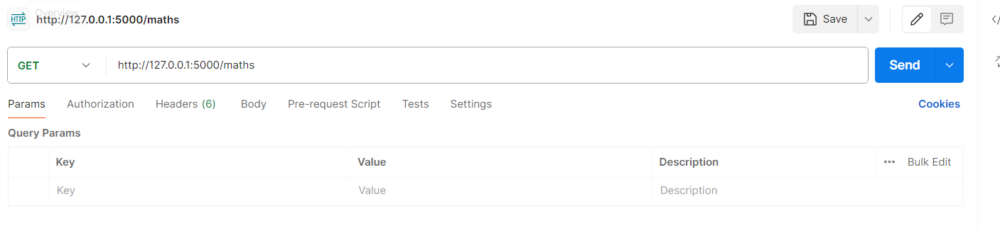 Overview
HTTP http://127.0.0.1:5000/maths Save
GET http://127.0.0.1:5000/maths Send
Params Authorization Headers (6) Body Pre-request Script Tests Settings Cookies
Query Params
Key Value Description Bulk Edit
Key Value Description